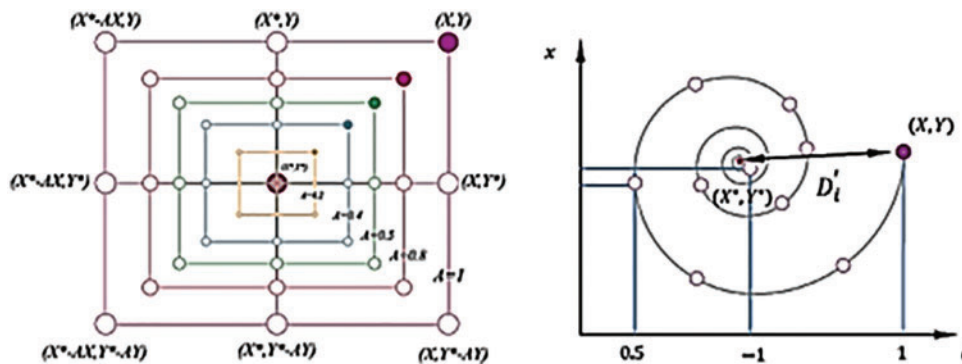 (X*-AX,Y)
(X*,Y)
(X,Y)
(X*,Y*)
(X*-AX,Y*)
(X,Y*)
A=0.4
A=0.5
A=0.8
A=1
(X*-AX,Y*-AY)
(X*,Y*-AY)
(X,Y*-AY)
x
(X,Y)
(X*,Y*)
D'i
0.5
-1
1